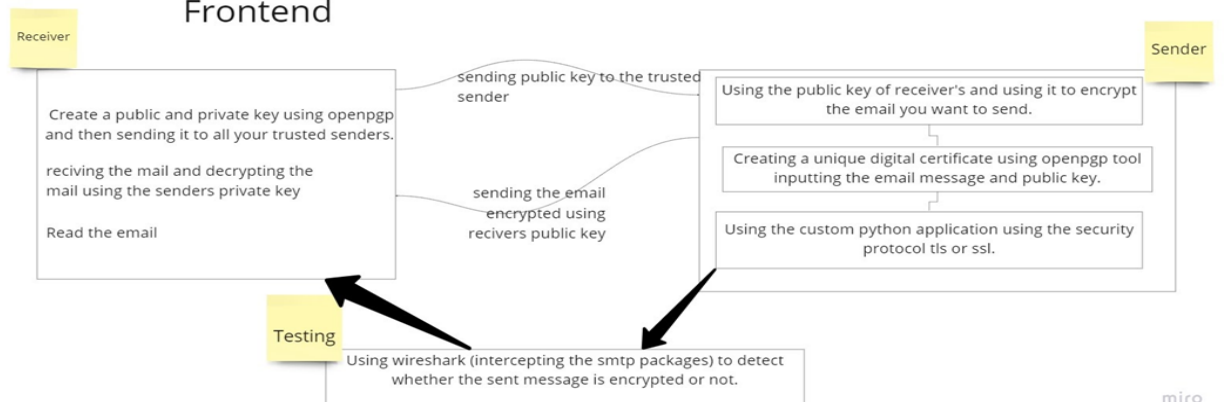 Frontend
Receiver
Sender
Create a public and private key using openpgp
and then sending it to all your trusted senders.
reciving the mail and decrypting the
mail using the senders private key
Read the email
sending public key to the trusted
sender
sending the email
encrypted using
recivers public key
Using the public key of receiver's and using it to encrypt
the email you want to send.
Creating a unique digital certificate using openpgp tool
inputting the email message and public key.
Using the custom python application using the security
protocol tls or ssl.
Testing
Using wireshark (intercepting the smtp packages) to detect
whether the sent message is encrypted or not.
miro